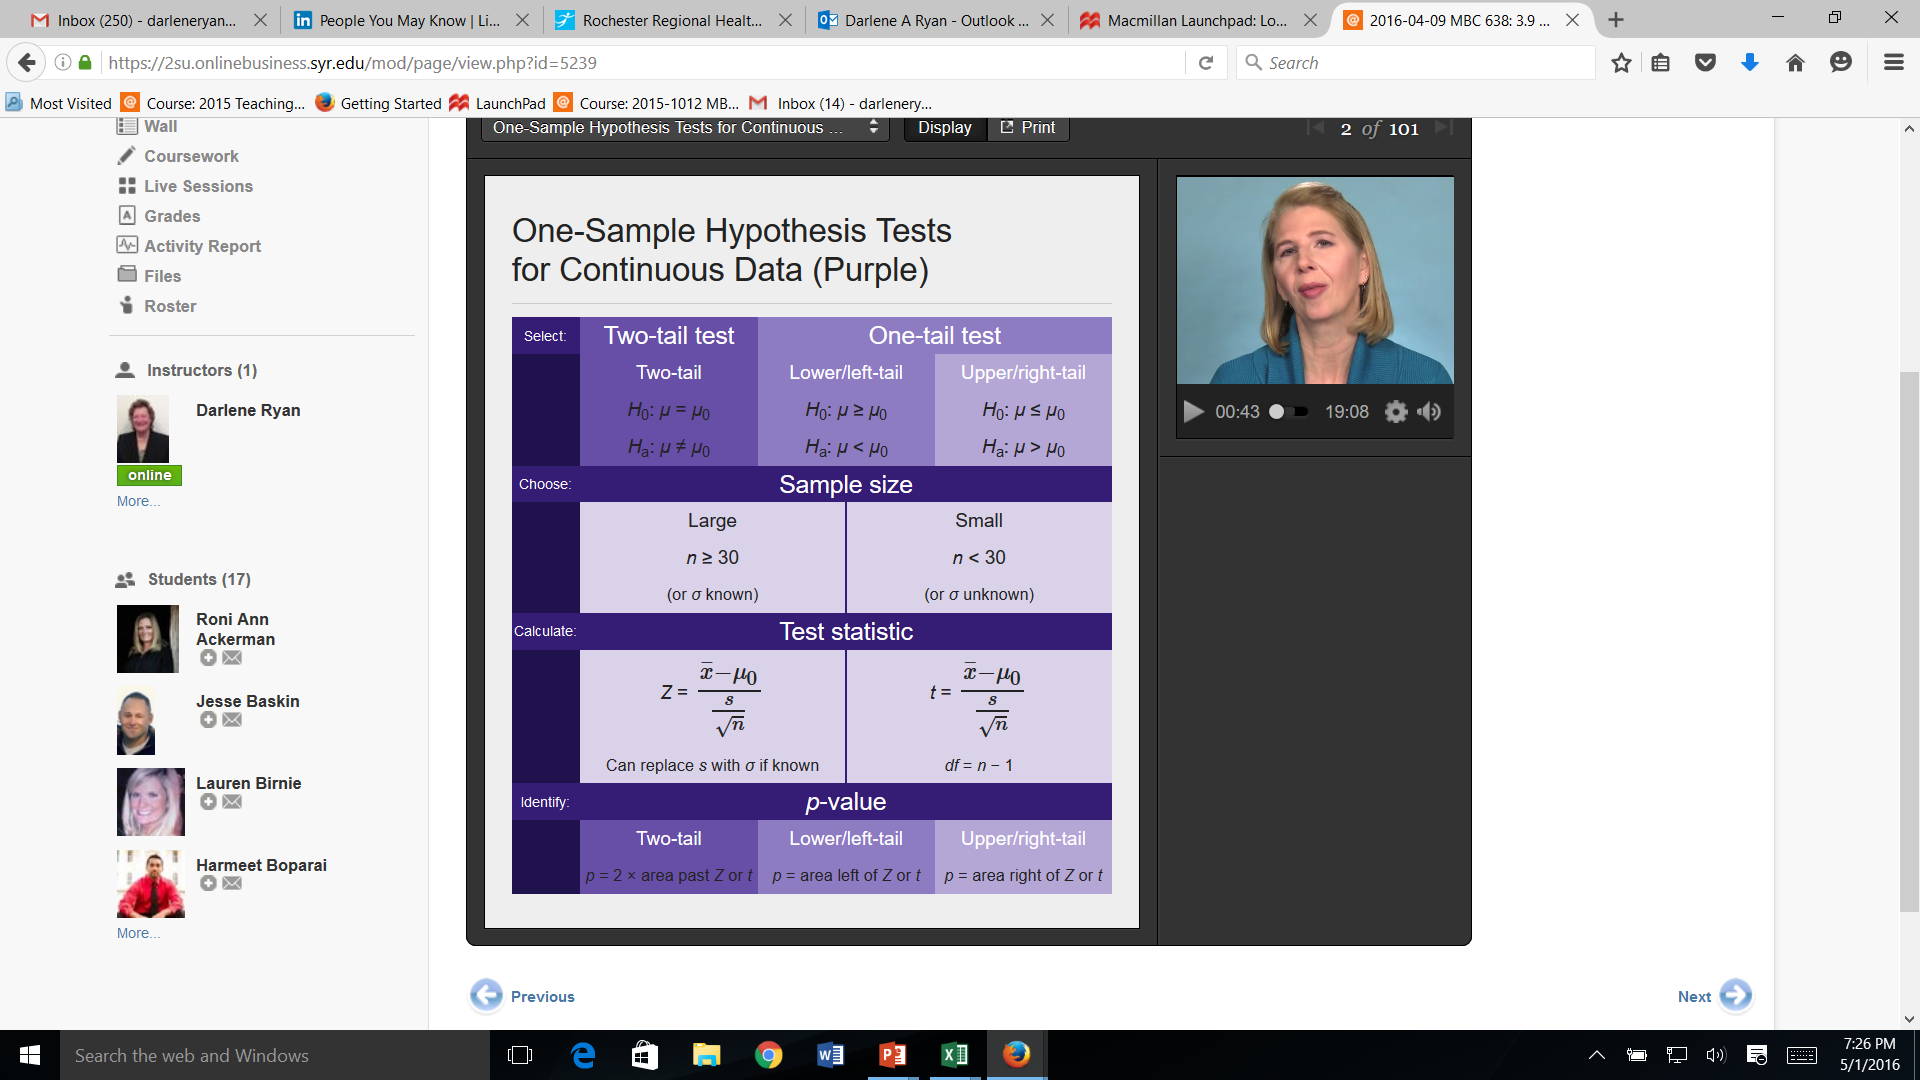 Inbox (250) - darleneryan...
People You May Know | Li...
Rochester Regional Healt...
Darlene A Ryan - Outlook ...
Macmillan Launchpad: Lo...
2016-04-09 MBC 638: 3.9 ...
https://2su.onlinebusiness.syr.edu/mod/page/view.php?id=5239
Search
Most Visited
Course: 2015 Teaching...
Getting Started
LaunchPad
Course: 2015-1012 MB...
Inbox (14) - darlenery...
Wall
Coursework
Live Sessions
Grades
Activity Report
Files
Roster
Instructors (1)
Darlene Ryan
online
More...
Students (17)
Roni Ann
Ackerman
Jesse Baskin
Lauren Birnie
Harmeet Boparai
More...
One-Sample Hypothesis Tests for Continuous ...
Display
Print
2 of 101
One-Sample Hypothesis Tests
for Continuous Data (Purple)
Select: Two-tail test One-tail test
Two-tail Lower/left-tail Upper/right-tail
H0: μ = μ0 H0: μ ≥ μ0 H0: μ ≤ μ0
Ha: μ ≠ μ0 Ha: μ < μ0 Ha: μ > μ0
Choose: Sample size
Large Small
n ≥ 30 n < 30
(or σ known) (or σ unknown)
Calculate: Test statistic
Z = (x̄ − μ0) / (s / √n) t = (x̄ − μ0) / (s / √n)
Can replace s with σ if known df = n − 1
Identify: p-value
Two-tail Lower/left-tail Upper/right-tail
p = 2 × area past Z or t p = area left of Z or t p = area right of Z or t
00:43 19:08
Previous
Next
Search the web and Windows
7:26 PM
5/1/2016